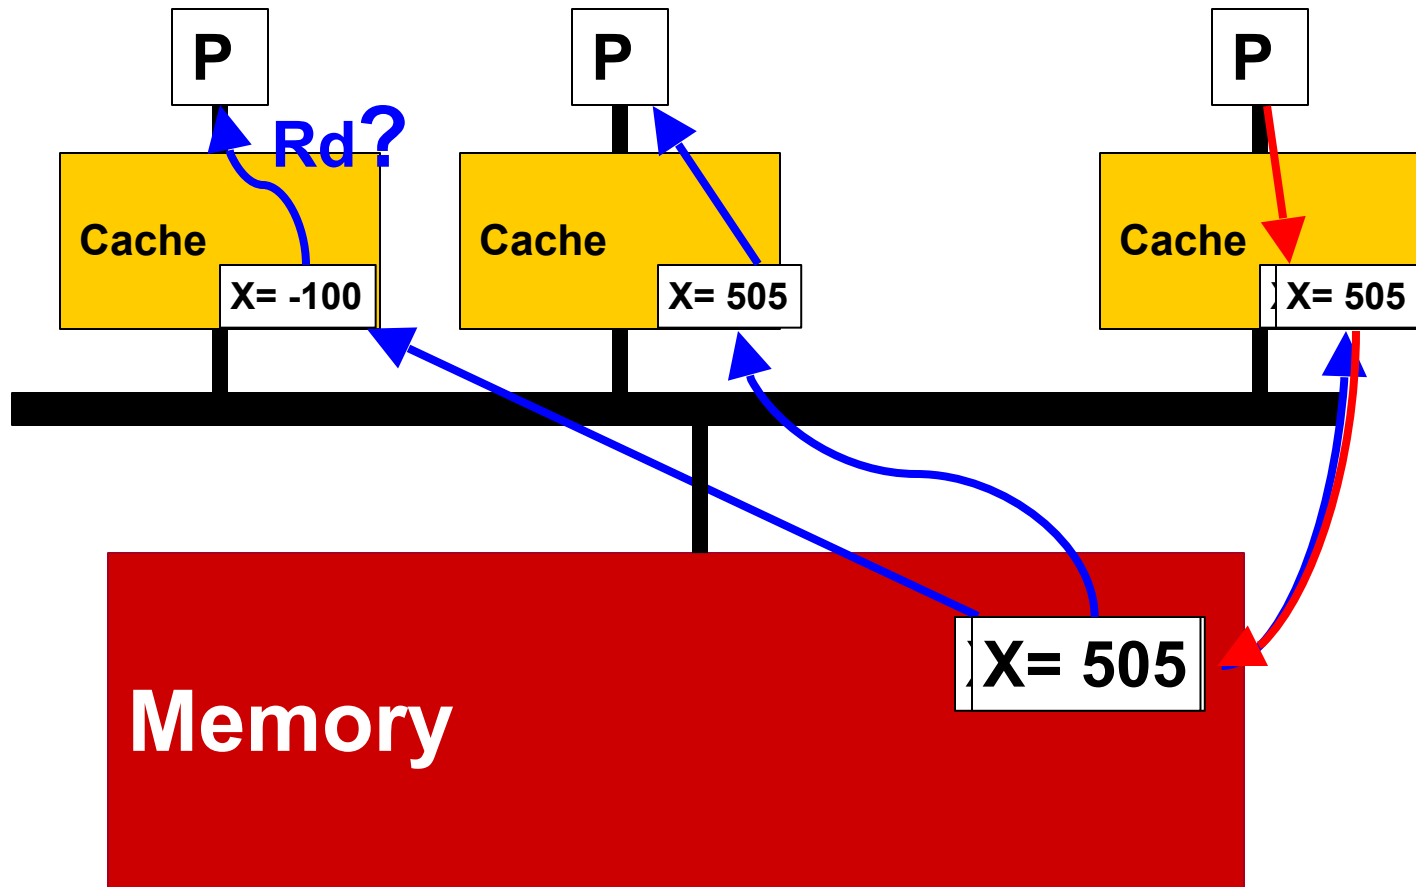 P
P
P
Rd?
Cache
Cache
Cache
X= -100
X= 505
X= 505
X= 505
Memory